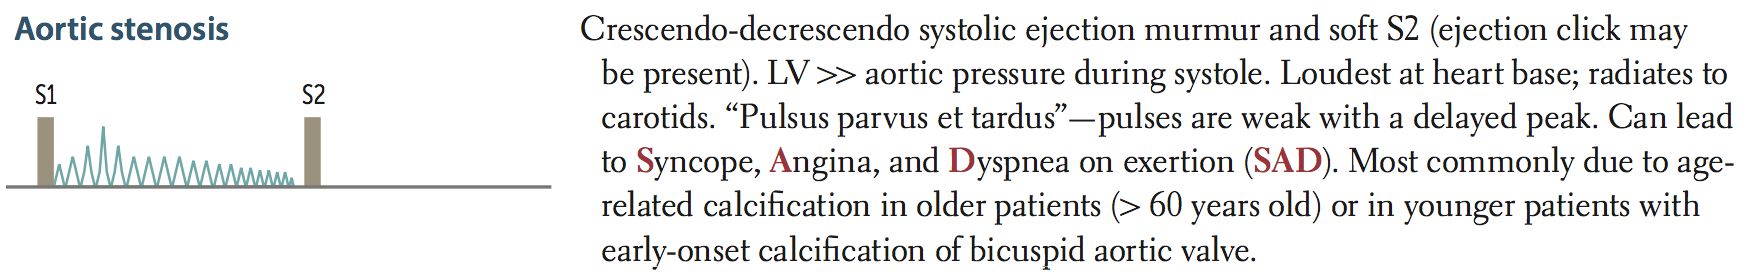 Aortic stenosis
S1 S2
Crescendo-decrescendo systolic ejection murmur and soft S2 (ejection click may
be present). LV >> aortic pressure during systole. Loudest at heart base; radiates to
carotids. “Pulsus parvus et tardus”—pulses are weak with a delayed peak. Can lead
to Syncope, Angina, and Dyspnea on exertion (SAD). Most commonly due to age-
related calcification in older patients (> 60 years old) or in younger patients with
early-onset calcification of bicuspid aortic valve.